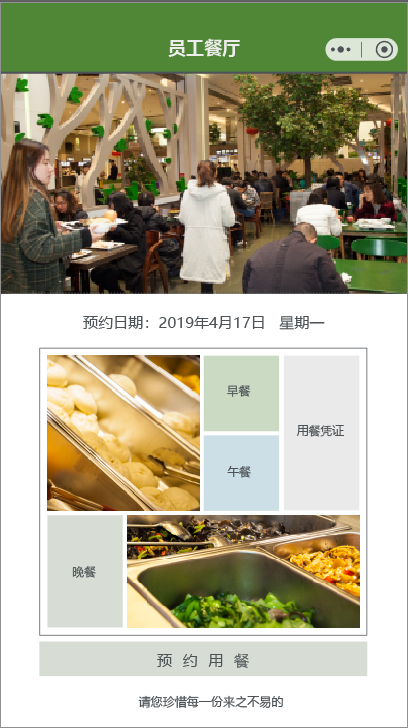 员工餐厅
预约日期：2019年4月17日 星期一
早餐
用餐凭证
午餐
晚餐
预约用餐
请您珍惜每一份来之不易的